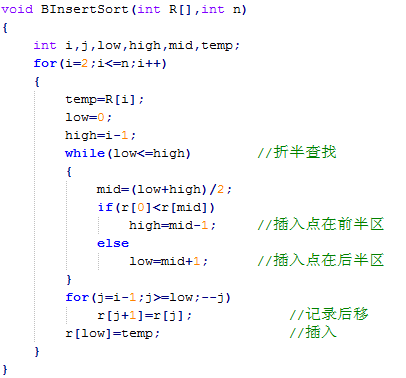 void BInsertSort(int R[],int n)
{
    int i,j,low,high,mid,temp;
    for(i=2;i<=n;i++)
    {
        temp=R[i];
        low=0;
        high=i-1;
        while(low<=high)         //折半查找
        {
            mid=(low+high)/2;
            if(r[0]<r[mid])
                high=mid-1;      //插入点在前半区
            else
                low=mid+1;       //插入点在后半区
        }
        for(j=i-1;j>=low;--j)
            r[j+1]=r[j];             //记录后移
        r[low]=temp;                 //插入
    }
}